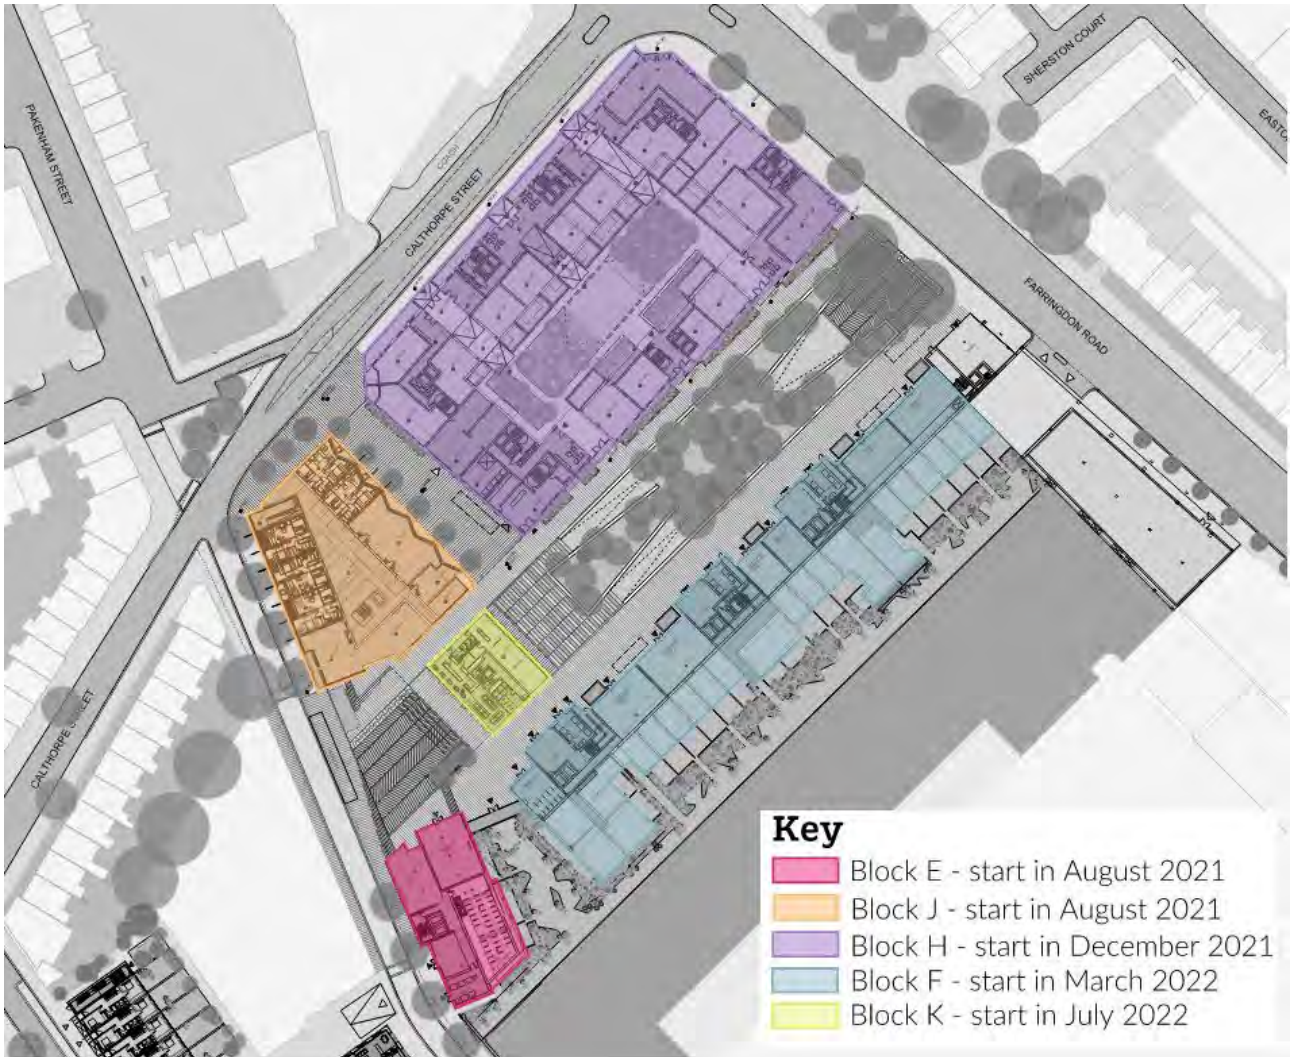 SHERSTON COURT
PAKENHAM STREET
CALTHORPE STREET
FARRINGDON ROAD
CALTHORPE STREET
Key
Block E - start in August 2021
Block J - start in August 2021
Block H - start in December 2021
Block F - start in March 2022
Block K - start in July 2022